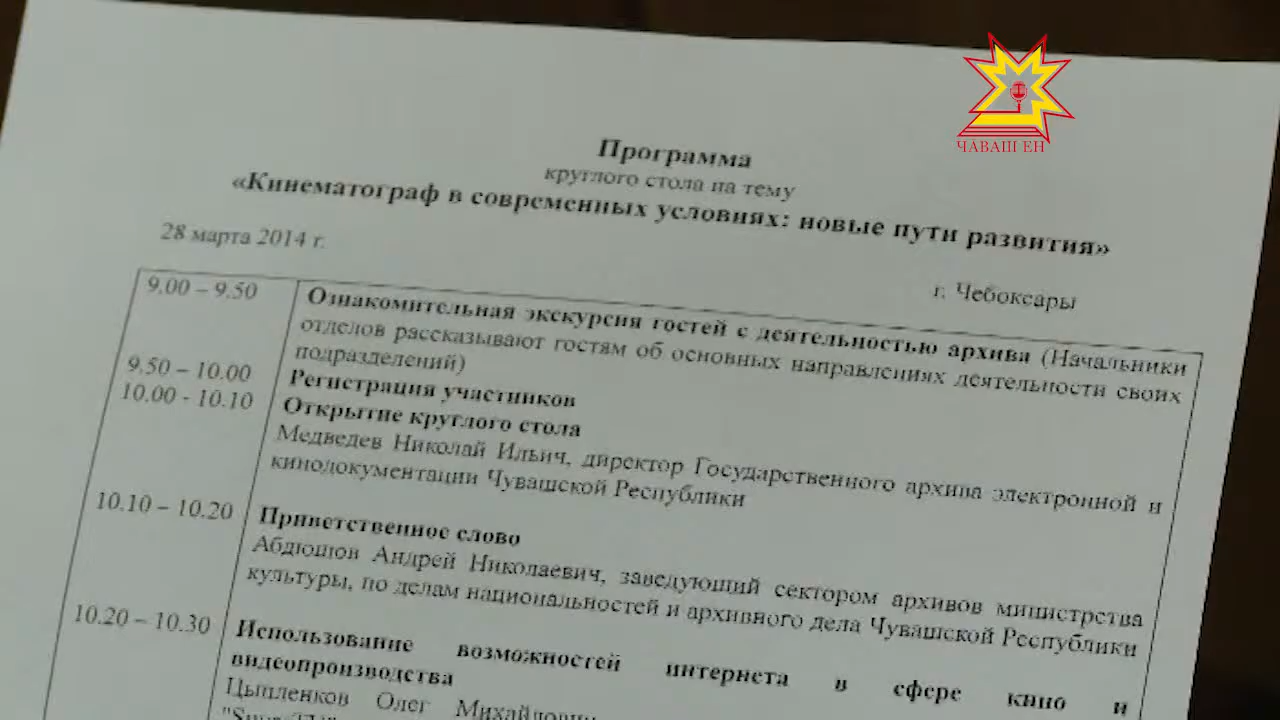 ЧӐВАШ ЕН
Программа
круглого стола на тему
«Кинематограф в современных условиях: новые пути развития»
28 марта 2014 г.
г. Чебоксары
9.00 – 9.50
Ознакомительная экскурсия гостей с деятельностью архива (Начальники
отделов рассказывают гостям об основных направлениях деятельности своих
подразделений)
9.50 – 10.00
Регистрация участников
10.00 - 10.10
Открытие круглого стола
Медведев Николай Ильич, директор Государственного архива электронной и
кинодокументации Чувашской Республики
10.10 – 10.20
Приветственное слово
Абдюшов Андрей Николаевич, заведующий сектором архивов министрства
культуры, по делам национальностей и архивного дела Чувашской Республики
10.20 – 10.30
Использование возможностей интернета в сфере кино и
видеопроизводства
Цыпленков Олег Михайлович